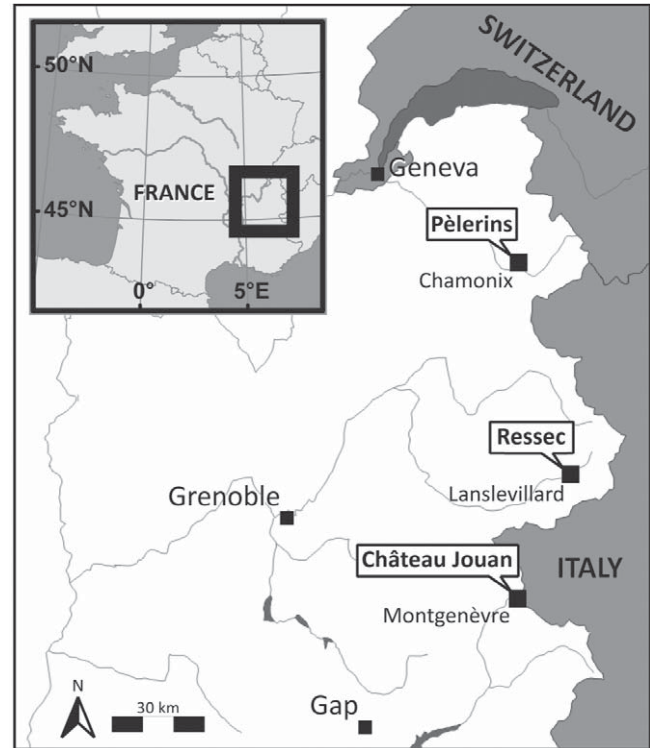 50°N
FRANCE
45°N
0°
5°E
SWITZERLAND
Geneva
Pèlerins
Chamonix
Ressec
Lanslevillard
Grenoble
Château Jouan
ITALY
Montgenèvre
N
30 km
Gap